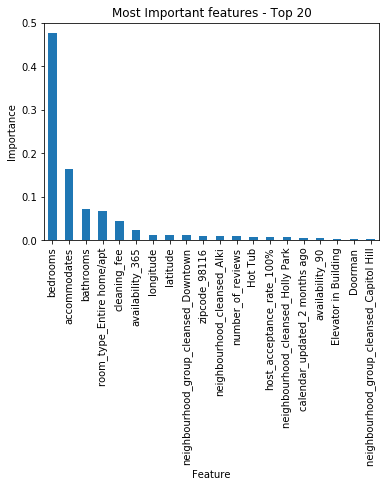 Most Important features - Top 20
0.5
0.4
0.3
0.2
0.1
0.0
Importance
bedrooms
accommodates
bathrooms
room_type_Entire home/apt
cleaning_fee
availability_365
longitude
latitude
neighbourhood_group_cleansed_Downtown
zipcode_98116
neighbourhood_cleansed_Alki
number_of_reviews
Hot Tub
host_acceptance_rate_100%
neighbourhood_cleansed_Holly Park
calendar_updated_2 months ago
availability_90
Elevator in Building
Doorman
neighbourhood_group_cleansed_Capitol Hill
Feature